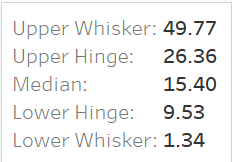 Upper Whisker: 49.77
Upper Hinge: 26.36
Median: 15.40
Lower Hinge: 9.53
Lower Whisker: 1.34